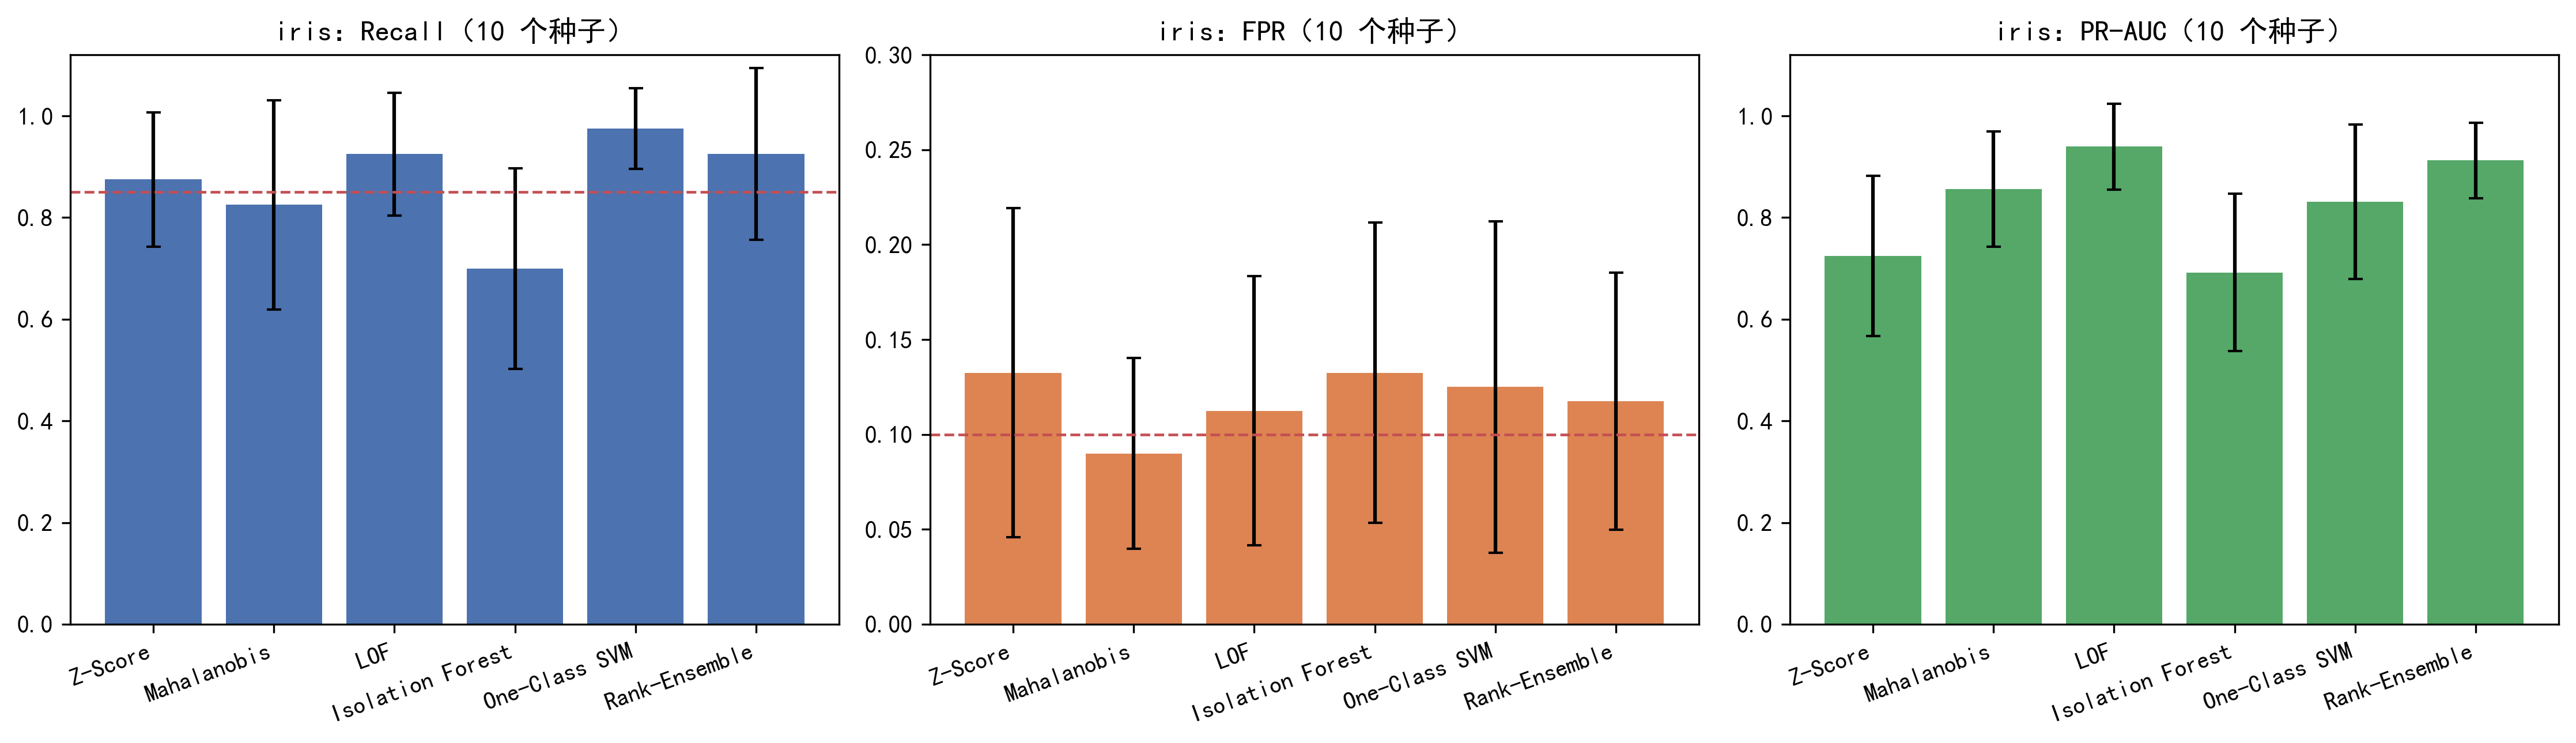 iris：Recall（10 个种子）
1.0
0.8
0.6
0.4
0.2
0.0
Z-Score
Mahalanobis
LOF
Isolation Forest
One-Class SVM
Rank-Ensemble
iris：FPR（10 个种子）
0.30
0.25
0.20
0.15
0.10
0.05
0.00
Z-Score
Mahalanobis
LOF
Isolation Forest
One-Class SVM
Rank-Ensemble
iris：PR-AUC（10 个种子）
1.0
0.8
0.6
0.4
0.2
0.0
Z-Score
Mahalanobis
LOF
Isolation Forest
One-Class SVM
Rank-Ensemble